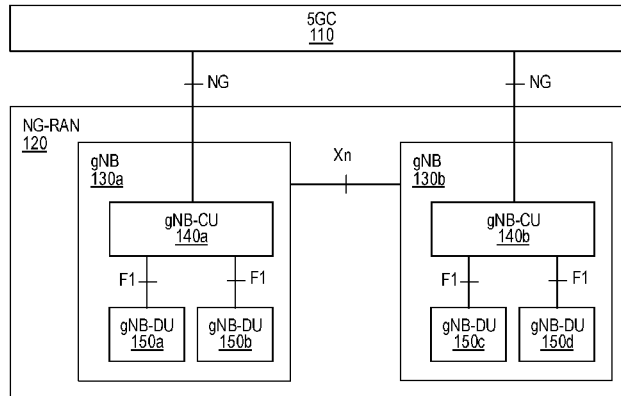 5GC
110
NG
NG
NG-RAN
120
gNB
130a
Xn
gNB
130b
gNB-CU
140a
gNB-CU
140b
F1
F1
F1
F1
gNB-DU
150a
gNB-DU
150b
gNB-DU
150c
gNB-DU
150d